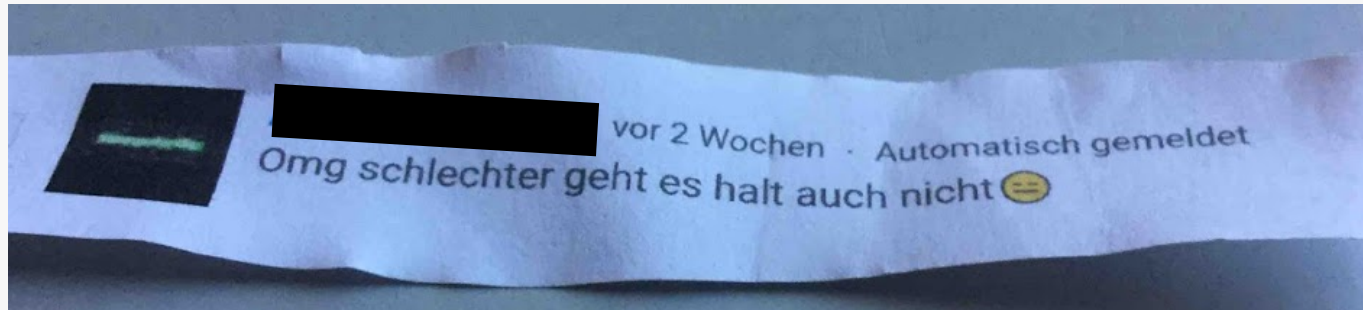 vor 2 Wochen · Automatisch gemeldet
Omg schlechter geht es halt auch nicht😑